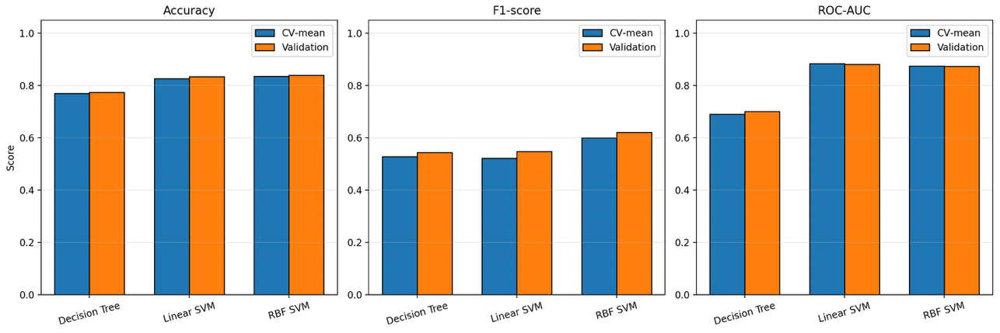 Accuracy
F1-score
ROC-AUC
Score
1.0
0.8
0.6
0.4
0.2
0.0
CV-mean
Validation
Decision Tree
Linear SVM
RBF SVM
1.0
0.8
0.6
0.4
0.2
0.0
CV-mean
Validation
Decision Tree
Linear SVM
RBF SVM
1.0
0.8
0.6
0.4
0.2
0.0
CV-mean
Validation
Decision Tree
Linear SVM
RBF SVM